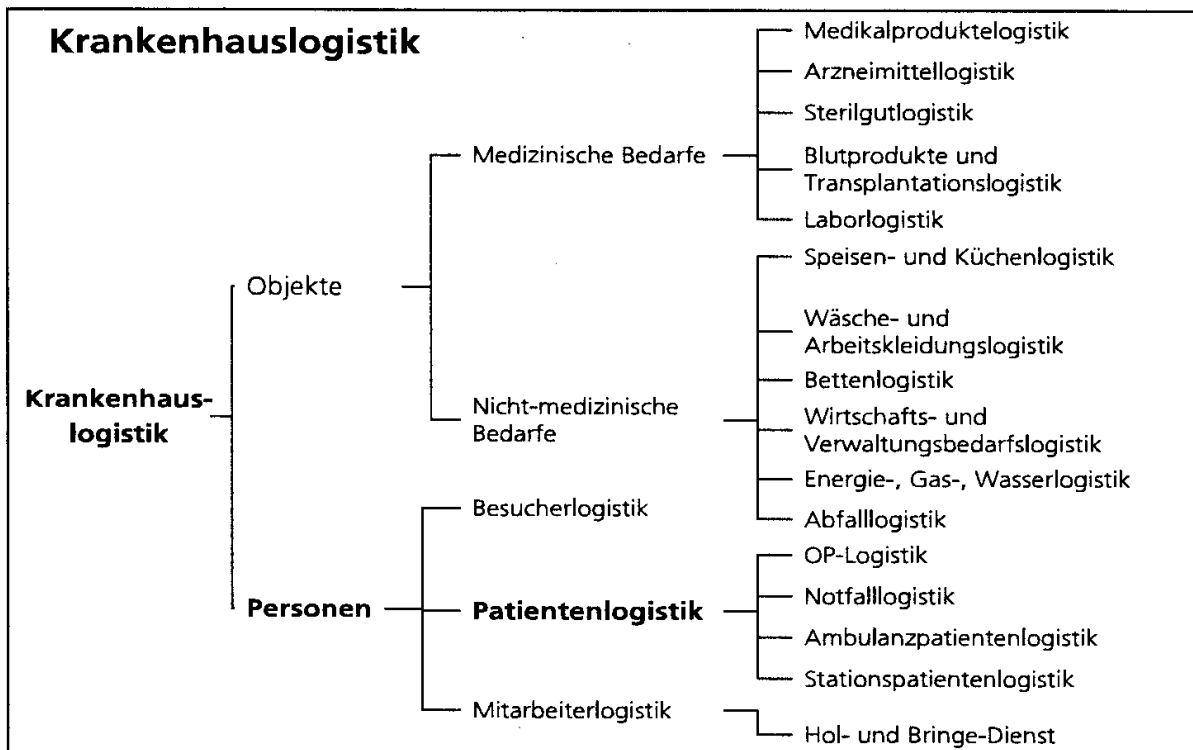 Krankenhauslogistik
Krankenhaus-
logistik
Objekte
Medizinische Bedarfe
Medikalproduktelogistik
Arzneimittellogistik
Sterilgutlogistik
Blutprodukte und
Transplantationslogistik
Laborlogistik
Nicht-medizinische
Bedarfe
Speisen- und Küchenlogistik
Wäsche- und
Arbeitskleidungslogistik
Bettenlogistik
Wirtschafts- und
Verwaltungsbedarfslogistik
Energie-, Gas-, Wasserlogistik
Abfalllogistik
Personen
Besucherlogistik
Patientenlogistik
OP-Logistik
Notfalllogistik
Ambulanzpatientenlogistik
Stationspatientenlogistik
Mitarbeiterlogistik
Hol- und Bringe-Dienst